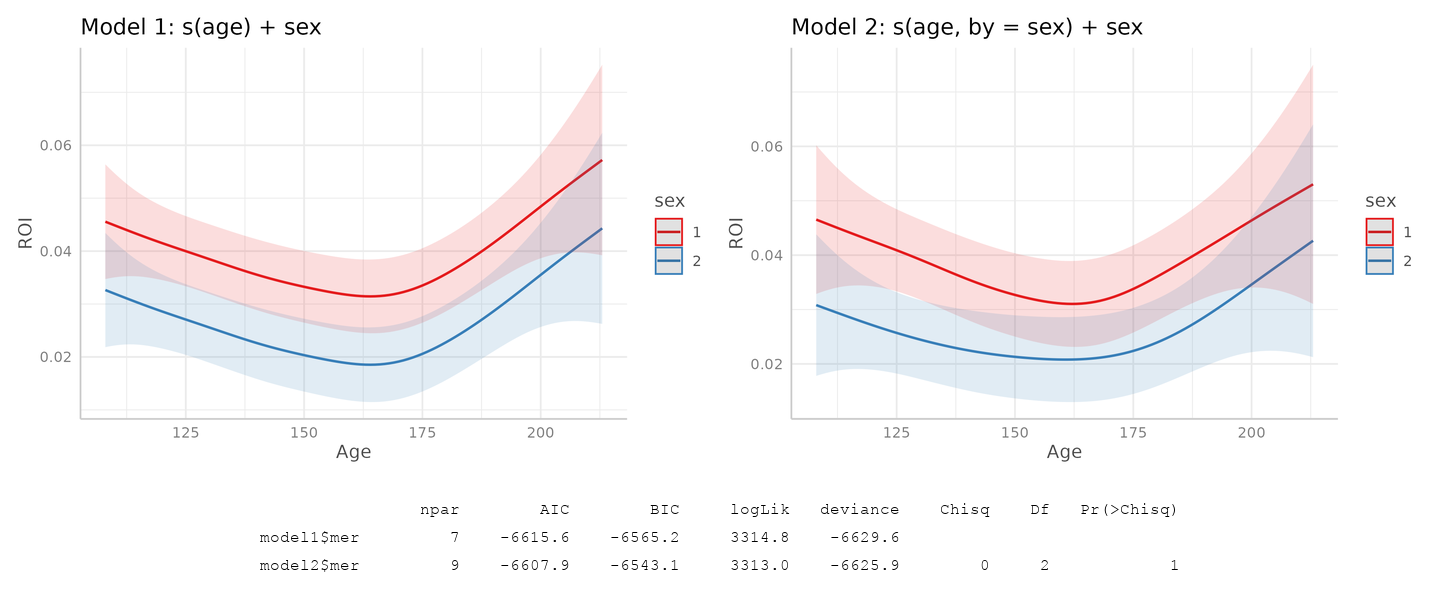 Model 1: s(age) + sex
0.06
0.04
0.02
ROI
125 150 175 200
Age
sex
1
2
Model 2: s(age, by = sex) + sex
0.06
0.04
0.02
ROI
125 150 175 200
Age
sex
1
2
npar AIC BIC logLik deviance Chisq Df Pr(>Chisq)
model1$mer 7 -6615.6 -6565.2 3314.8 -6629.6
model2$mer 9 -6607.9 -6543.1 3313.0 -6625.9 0 2 1